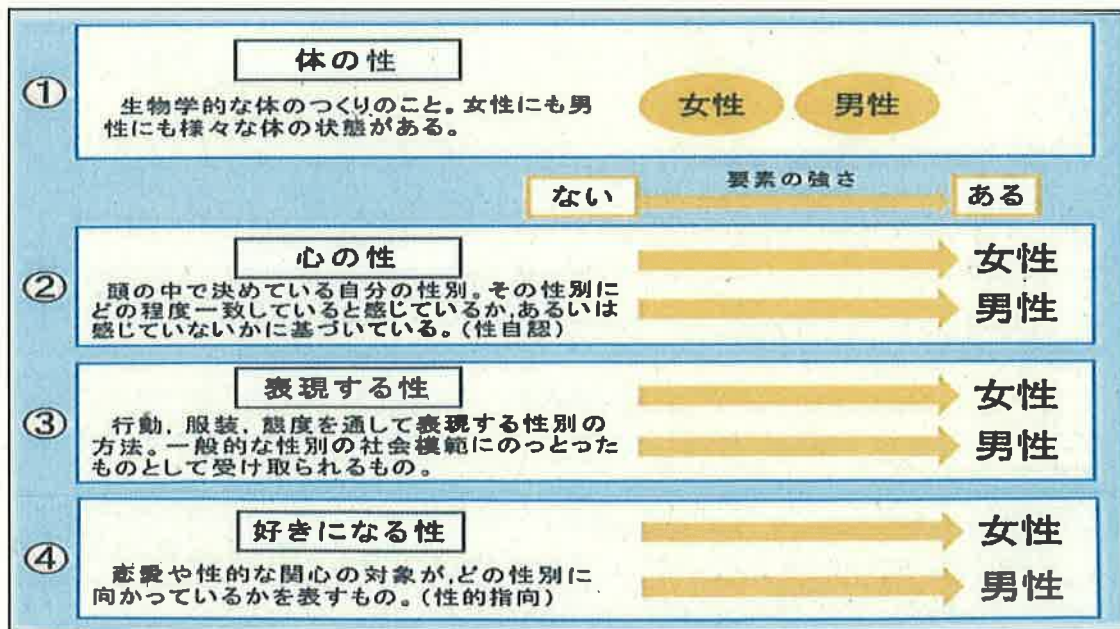 ①
体の性
生物学的な体のつくりのこと。女性にも男
性にも様々な体の状態がある。
女性 男性
ない 要素の強さ ある
②
心の性
頭の中で決めている自分の性別。その性別に
どの程度一致していると感じているか,あるいは
感じていないかに基づいている。(性自認)
女性
男性
③
表現する性
行動, 服装, 態度を通して表現する性別の
方法。一般的な性別の社会模範にのっとった
ものとして受け取られるもの。
女性
男性
④
好きになる性
恋愛や性的な関心の対象が,どの性別に
向かっているかを表すもの。(性的指向)
女性
男性